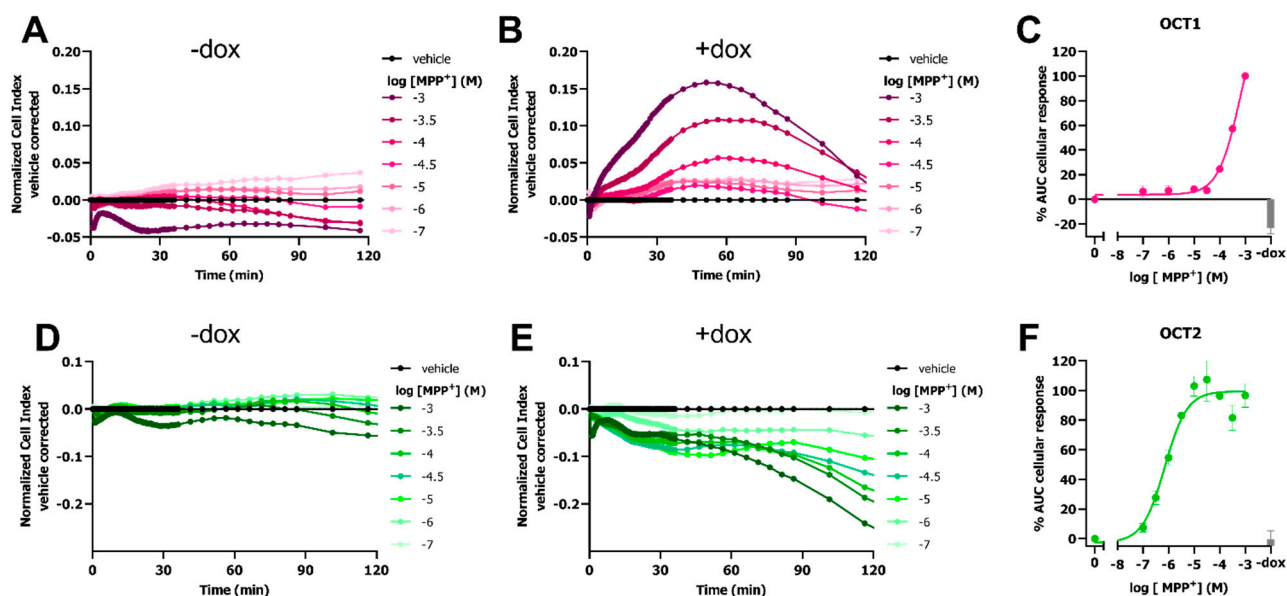 A
-dox
Normalized Cell Index
vehicle corrected
0.20
0.15
0.10
0.05
0.00
-0.05
0
30
60
90
120
Time (min)
vehicle
log [MPP+] (M)
-3
-3.5
-4
-4.5
-5
-6
-7
B
+dox
Normalized Cell Index
vehicle corrected
0.20
0.15
0.10
0.05
0.00
-0.05
0
30
60
90
120
Time (min)
vehicle
log [MPP+] (M)
-3
-3.5
-4
-4.5
-5
-6
-7
C
OCT1
% AUC cellular response
120
100
80
60
40
20
0
-20
0
-8
-7
-6
-5
-4
-3
-dox
log [ MPP+] (M)
D
-dox
Normalized Cell Index
vehicle corrected
0.1
0.0
-0.1
-0.2
0
30
60
90
120
Time (min)
vehicle
log [MPP+] (M)
-3
-3.5
-4
-4.5
-5
-6
-7
E
+dox
Normalized Cell Index
vehicle corrected
0.1
0.0
-0.1
-0.2
0
30
60
90
120
Time (min)
vehicle
log [MPP+] (M)
-3
-3.5
-4
-4.5
-5
-6
-7
F
OCT2
% AUC cellular response
120
100
80
60
40
20
0
0
-8
-7
-6
-5
-4
-3
-dox
log [ MPP+] (M)